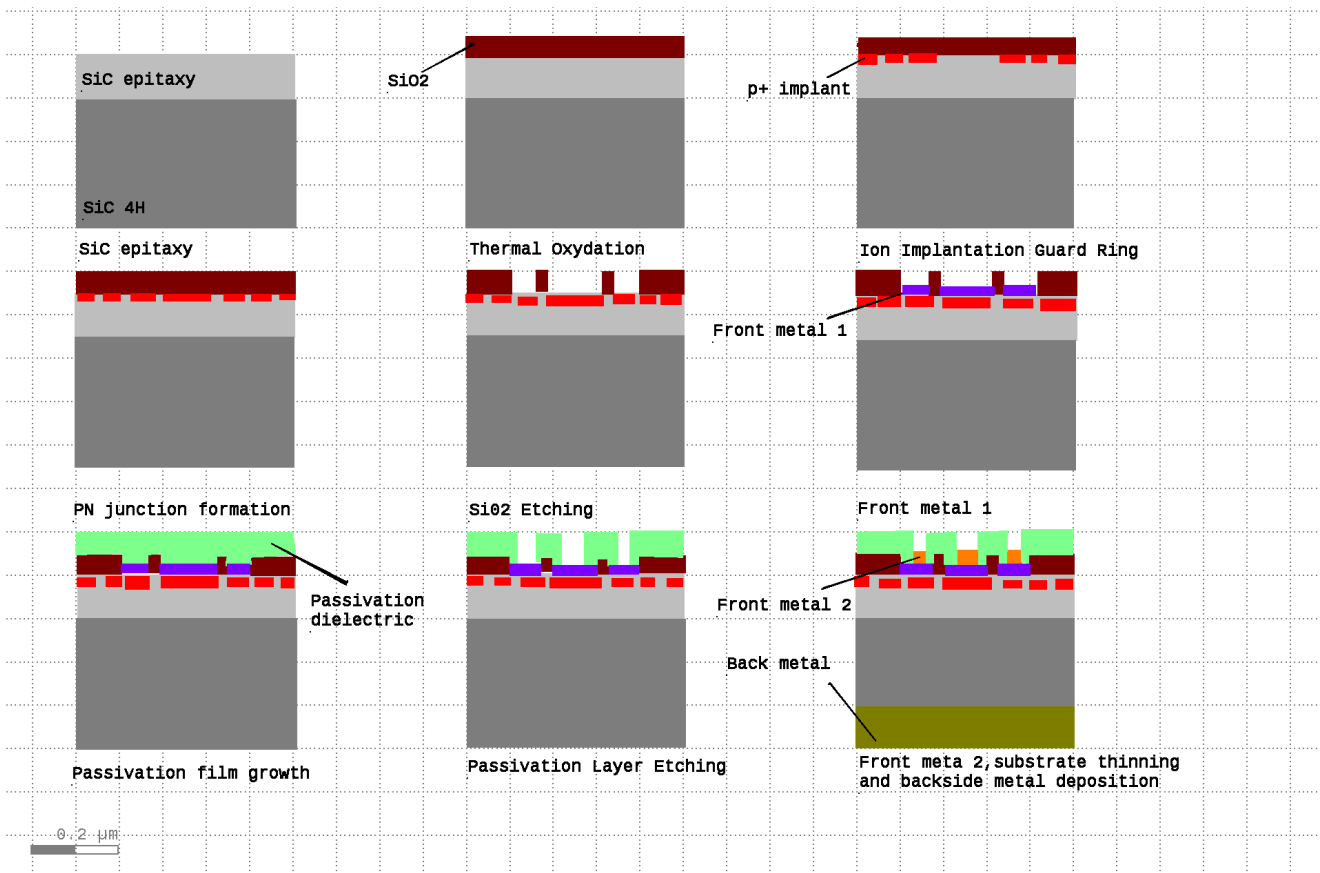 SiC epitaxy
SiO2
p+ implant
SiC 4H
SiC epitaxy
Thermal Oxydation
Ion Implantation Guard Ring
Front metal 1
PN junction formation
Si02 Etching
Front metal 1
Passivation
dielectric
Front metal 2
Back metal
Passivation film growth
Passivation Layer Etching
Front meta 2,substrate thinning
and backside metal deposition
0.2 µm